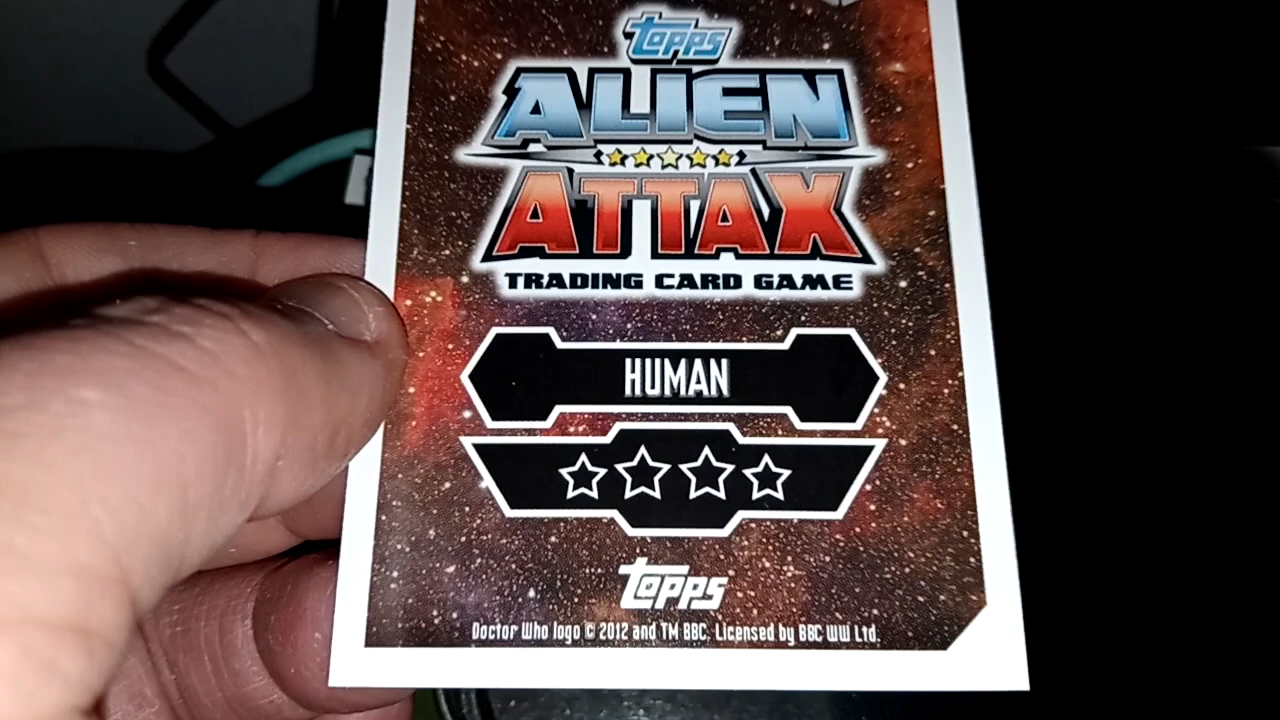 topps
ALIEN
ATTAX
TRADING CARD GAME
HUMAN
topps
Doctor Who logo © 2012 and TM BBC. Licensed by BBC WW Ltd.